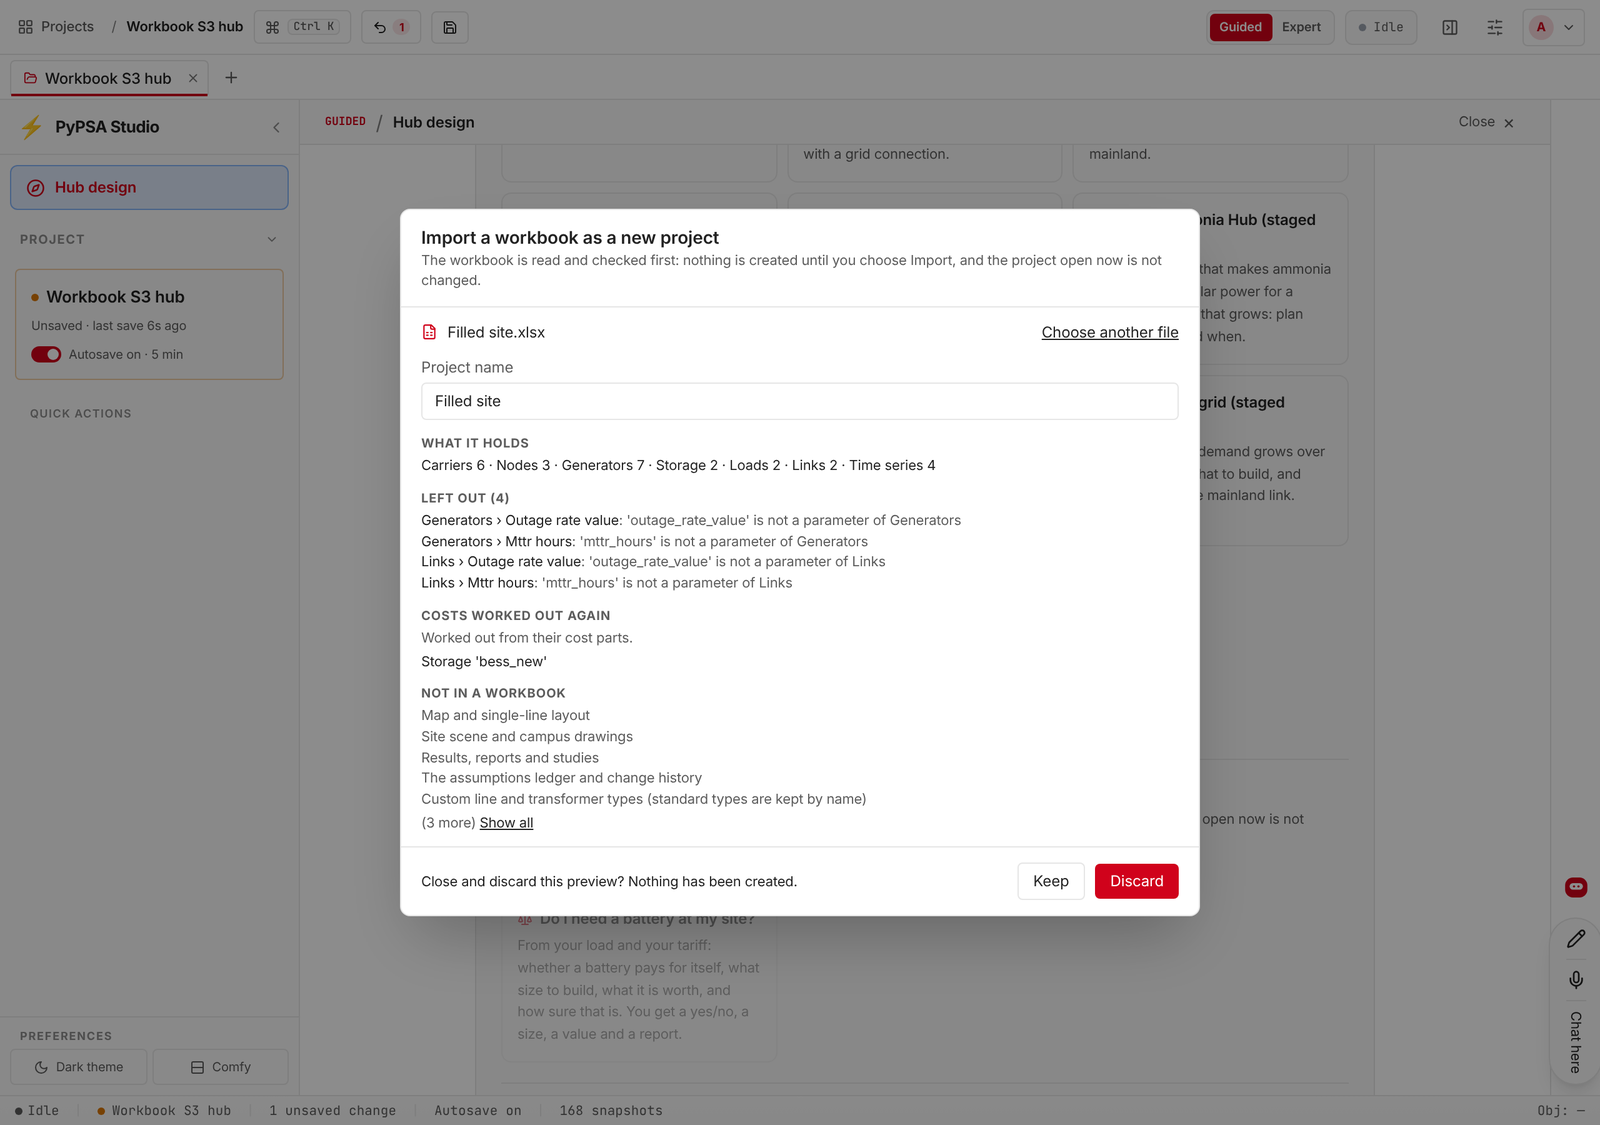 Projects / Workbook S3 hub Ctrl K 1 Guided Expert Idle A
Workbook S3 hub
PyPSA Studio
GUIDED / Hub design Close
Hub design
PROJECT
Workbook S3 hub
Unsaved · last save 6s ago
Autosave on · 5 min
QUICK ACTIONS
with a grid connection.
mainland.
nia Hub (staged
that makes ammonia
lar power for a
that grows: plan
d when.
grid (staged
demand grows over
hat to build, and
e mainland link.
Import a workbook as a new project
The workbook is read and checked first: nothing is created until you choose Import, and the project open now is not
changed.
Filled site.xlsx Choose another file
Project name
Filled site
WHAT IT HOLDS
Carriers 6 · Nodes 3 · Generators 7 · Storage 2 · Loads 2 · Links 2 · Time series 4
LEFT OUT (4)
Generators › Outage rate value: 'outage_rate_value' is not a parameter of Generators
Generators › Mttr hours: 'mttr_hours' is not a parameter of Generators
Links › Outage rate value: 'outage_rate_value' is not a parameter of Links
Links › Mttr hours: 'mttr_hours' is not a parameter of Links
COSTS WORKED OUT AGAIN
Worked out from their cost parts.
Storage 'bess_new'
NOT IN A WORKBOOK
Map and single-line layout
Site scene and campus drawings
Results, reports and studies
The assumptions ledger and change history
Custom line and transformer types (standard types are kept by name)
(3 more) Show all
Close and discard this preview? Nothing has been created. Keep Discard
open now is not
Do I need a battery at my site?
From your load and your tariff:
whether a battery pays for itself, what
size to build, what it is worth, and
how sure that is. You get a yes/no, a
size, a value and a report.
Chat here
PREFERENCES
Dark theme Comfy
Idle Workbook S3 hub 1 unsaved change Autosave on 168 snapshots Obj: —